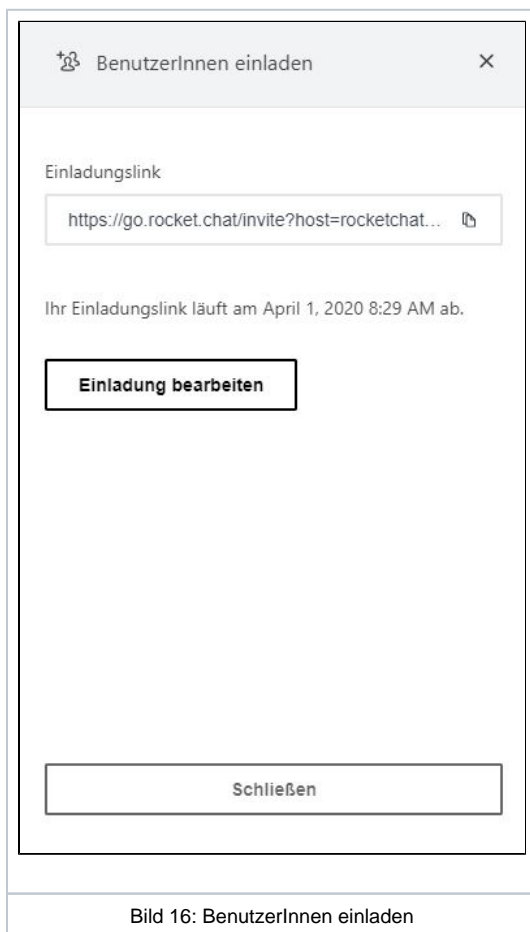 BenutzerInnen einladen
Einladungslink
https://go.rocket.chat/invite?host=rocketchat...
Ihr Einladungslink läuft am April 1, 2020 8:29 AM ab.
Einladung bearbeiten
Schließen
Bild 16: BenutzerInnen einladen